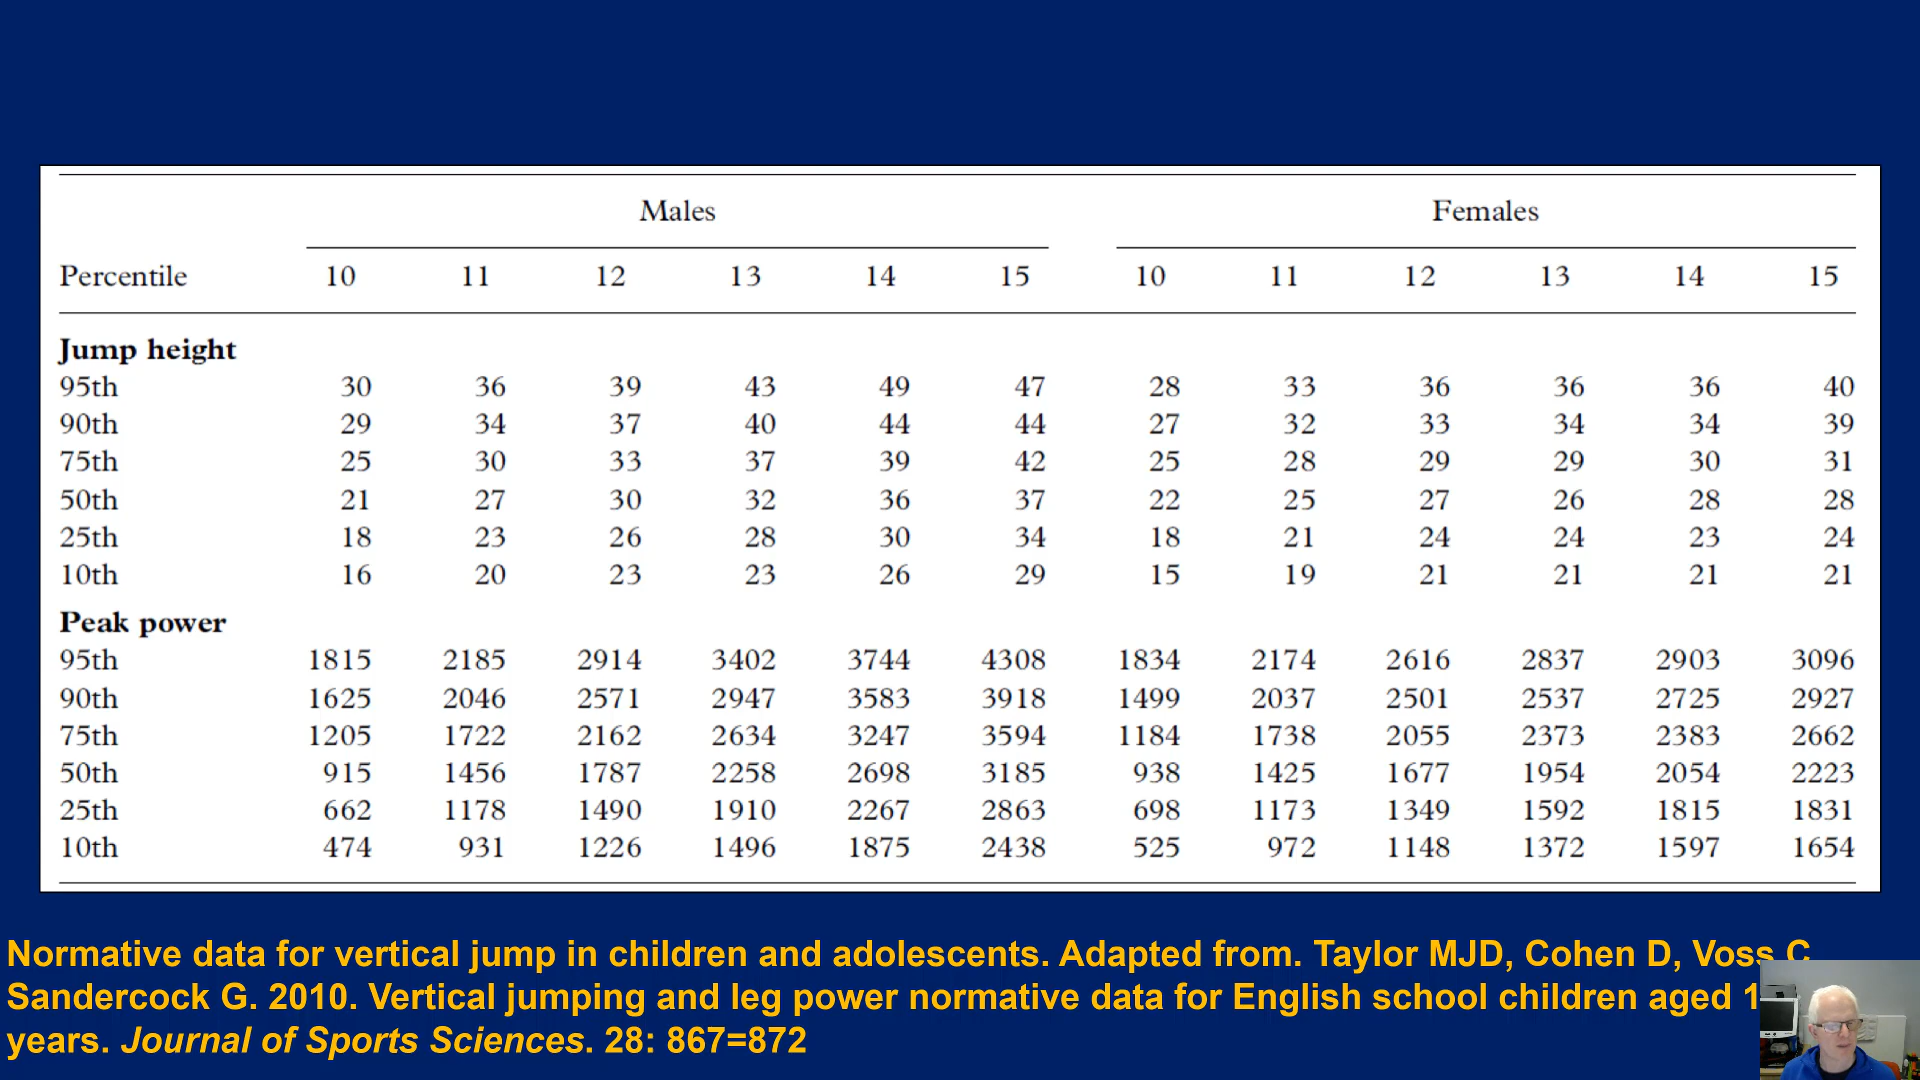 Males Females
Percentile 10 11 12 13 14 15 10 11 12 13 14 15
Jump height
95th 30 36 39 43 49 47 28 33 36 36 36 40
90th 29 34 37 40 44 44 27 32 33 34 34 39
75th 25 30 33 37 39 42 25 28 29 29 30 31
50th 21 27 30 32 36 37 22 25 27 26 28 28
25th 18 23 26 28 30 34 18 21 24 24 23 24
10th 16 20 23 23 26 29 15 19 21 21 21 21
Peak power
95th 1815 2185 2914 3402 3744 4308 1834 2174 2616 2837 2903 3096
90th 1625 2046 2571 2947 3583 3918 1499 2037 2501 2537 2725 2927
75th 1205 1722 2162 2634 3247 3594 1184 1738 2055 2373 2383 2662
50th 915 1456 1787 2258 2698 3185 938 1425 1677 1954 2054 2223
25th 662 1178 1490 1910 2267 2863 698 1173 1349 1592 1815 1831
10th 474 931 1226 1496 1875 2438 525 972 1148 1372 1597 1654
Normative data for vertical jump in children and adolescents. Adapted from. Taylor MJD, Cohen D, Voss C
Sandercock G. 2010. Vertical jumping and leg power normative data for English school children aged 1
years. Journal of Sports Sciences. 28: 867=872